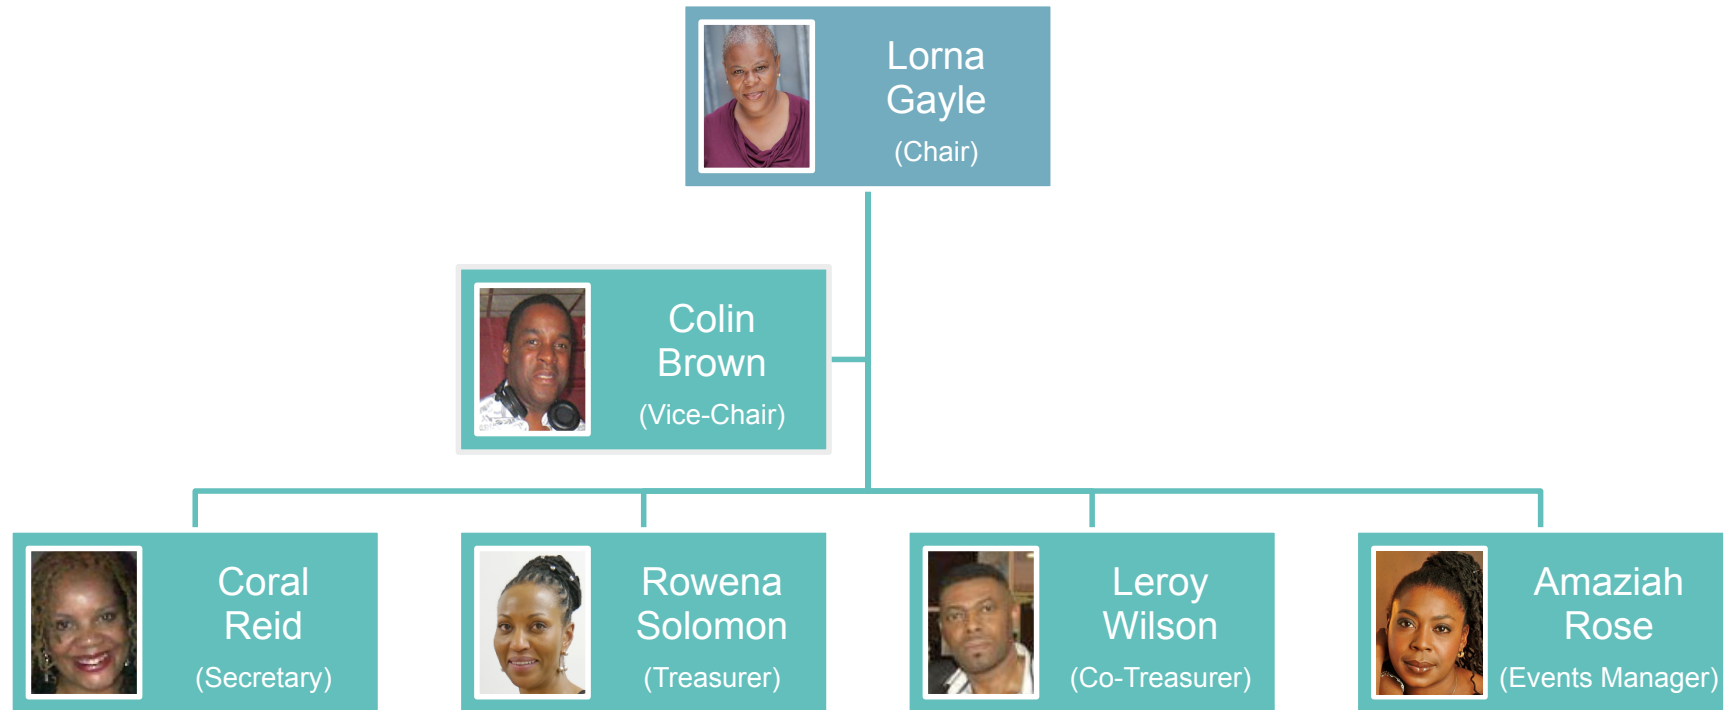 Lorna
Gayle
(Chair)
Colin
Brown
(Vice-Chair)
Coral
Reid
(Secretary)
Rowena
Solomon
(Treasurer)
Leroy
Wilson
(Co-Treasurer)
Amaziah
Rose
(Events Manager)